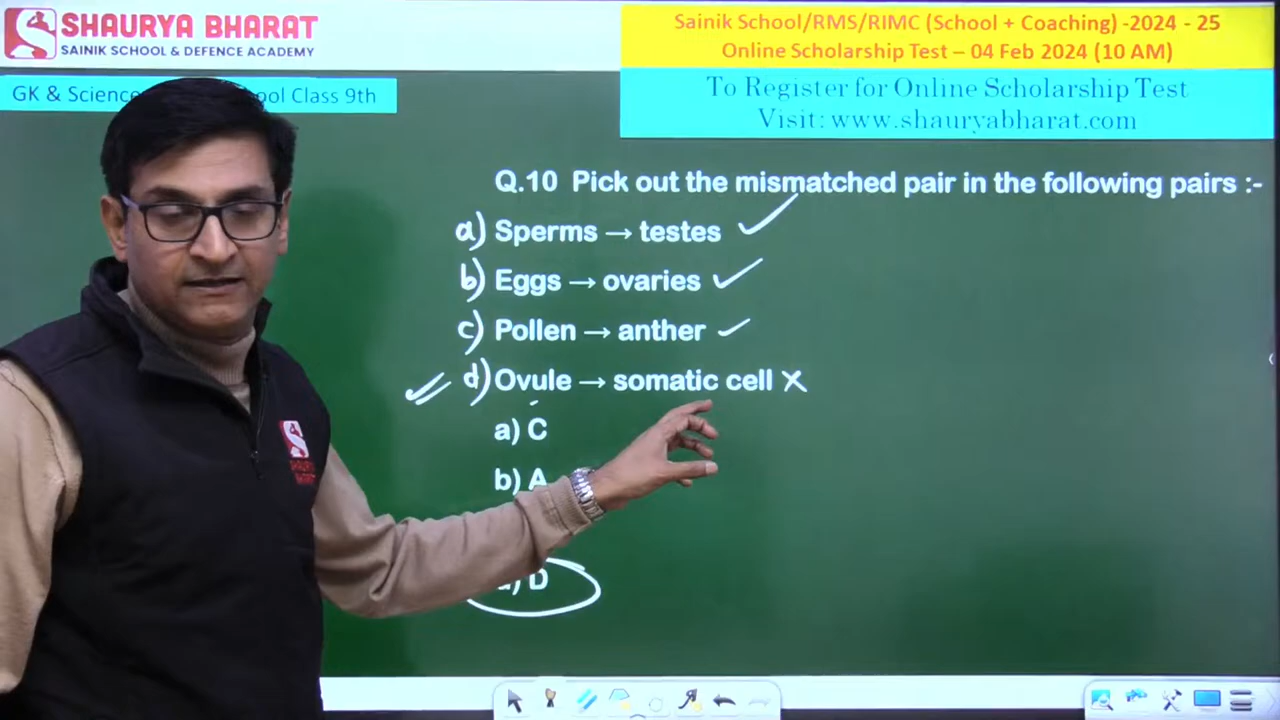 SHAURYA BHARAT
SAINIK SCHOOL & DEFENCE ACADEMY
Sainik School/RMS/RIMC (School + Coaching) -2024 - 25
Online Scholarship Test – 04 Feb 2024 (10 AM)
To Register for Online Scholarship Test
Visit: www.shauryabharat.com
GK & Science Class 9th
Q.10 Pick out the mismatched pair in the following pairs :-
a) Sperms → testes ✓
b) Eggs → ovaries ✓
c) Pollen → anther ✓
d) Ovule → somatic cell ✗
a) C
b) A
d) D
SHAURYA BHARAT